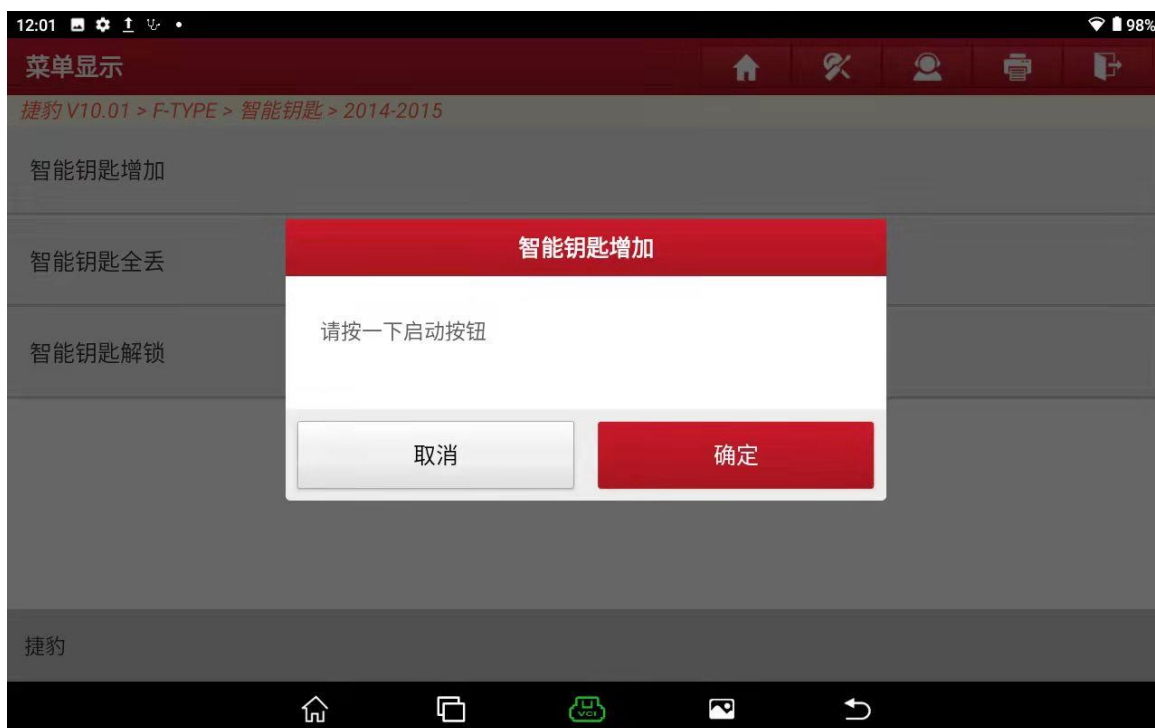 12:01
98%
菜单显示
捷豹 V10.01 > F-TYPE > 智能钥匙 > 2014-2015
智能钥匙增加
智能钥匙全丢
智能钥匙解锁
智能钥匙增加
请按一下启动按钮
取消
确定
捷豹
VCI